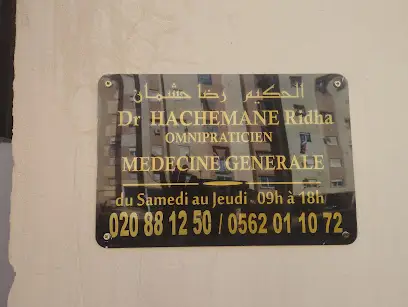 الحكيم رضا حشمان
Dr HACHEMANE Ridha
OMNIPRATICIEN
MEDECINE GENERALE
du Samedi au Jeudi 09h à 18h
020 88 12 50 / 0562 01 10 72